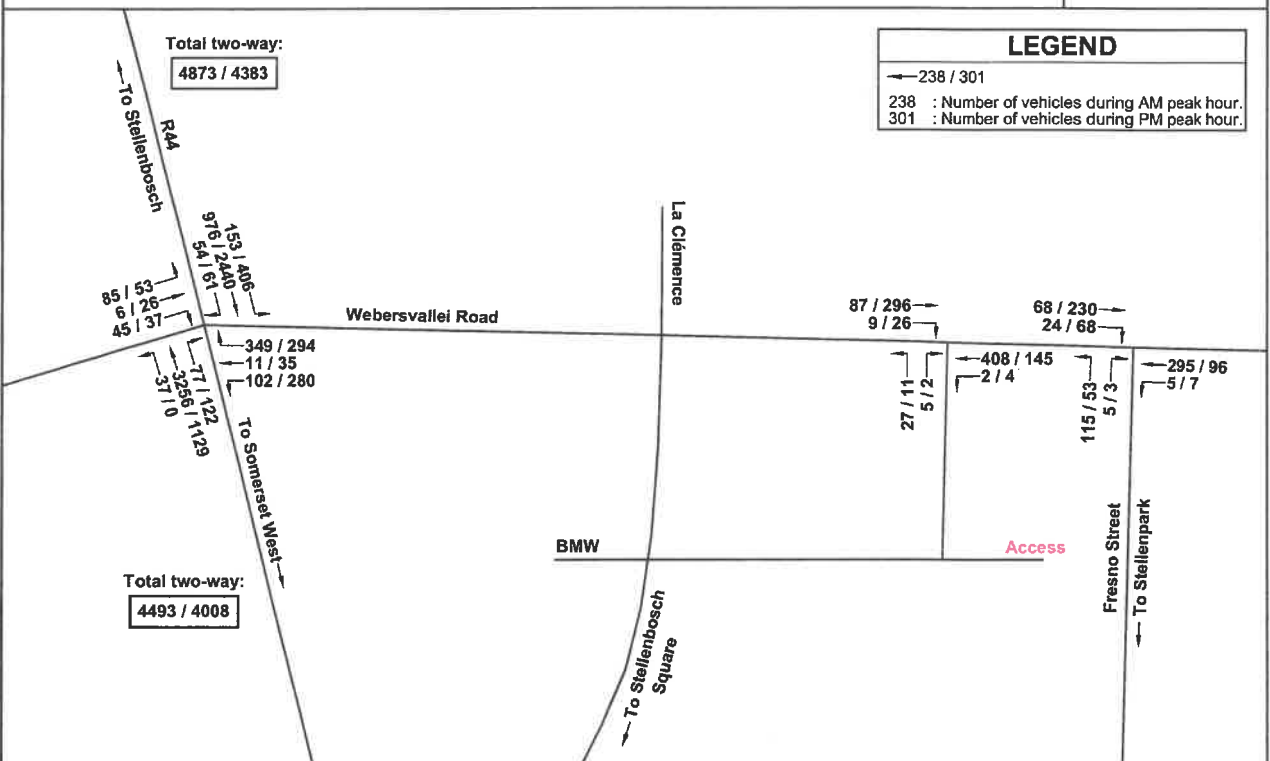 Total two-way:
4873 / 4383
LEGEND
238 / 301
238 : Number of vehicles during AM peak hour.
301 : Number of vehicles during PM peak hour.
To Stellenbosch
R44
153 / 406
976 / 2440
54 / 61
85 / 53
6 / 26
45 / 37
Webersvallei Road
349 / 294
11 / 35
102 / 280
77 / 122
3256 / 1129
37 / 0
To Somerset West
La Clémence
87 / 296
9 / 26
68 / 230
24 / 68
408 / 145
2 / 4
27 / 11
5 / 2
295 / 96
5 / 7
115 / 53
5 / 3
BMW
Access
Fresno Street
To Stellenpark
Total two-way:
4493 / 4008
To Stellenbosch
Square